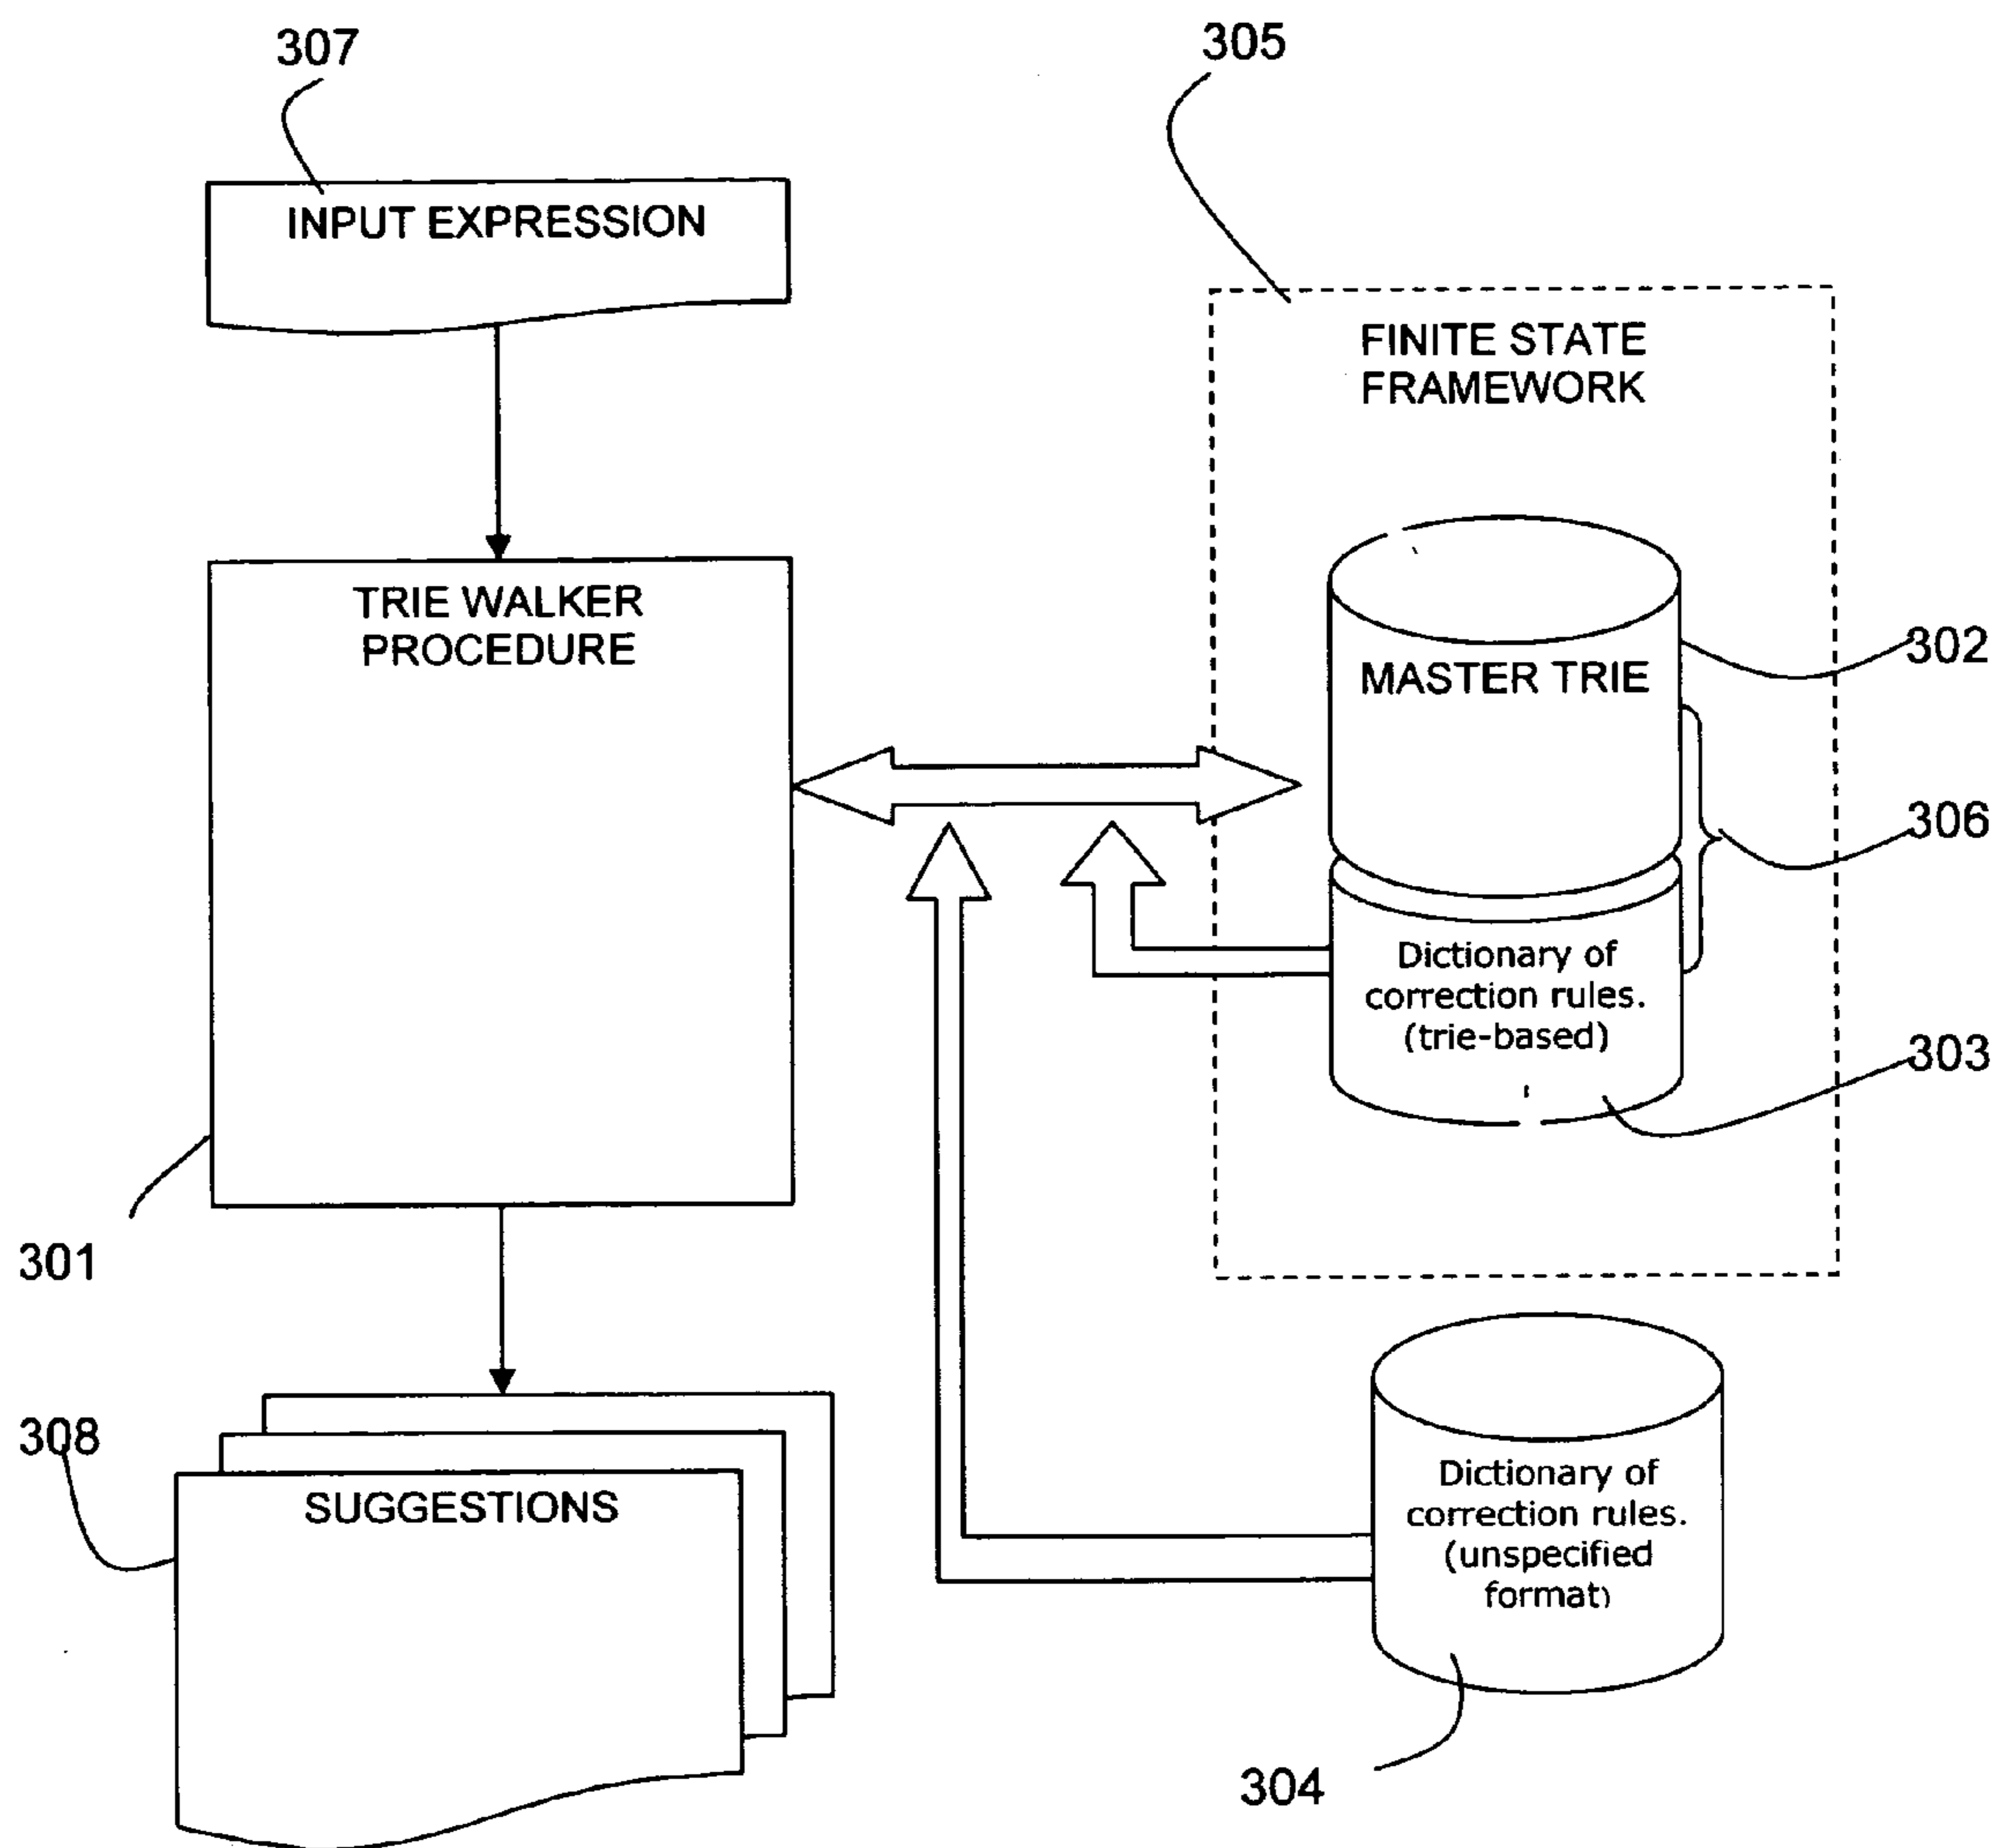 307
305
INPUT EXPRESSION
FINITE STATE
FRAMEWORK
TRIE WALKER
PROCEDURE
302
MASTER TRIE
306
Dictionary of
correction rules.
(trie-based)
303
301
308
SUGGESTIONS
Dictionary of
correction rules.
(unspecified
format)
304